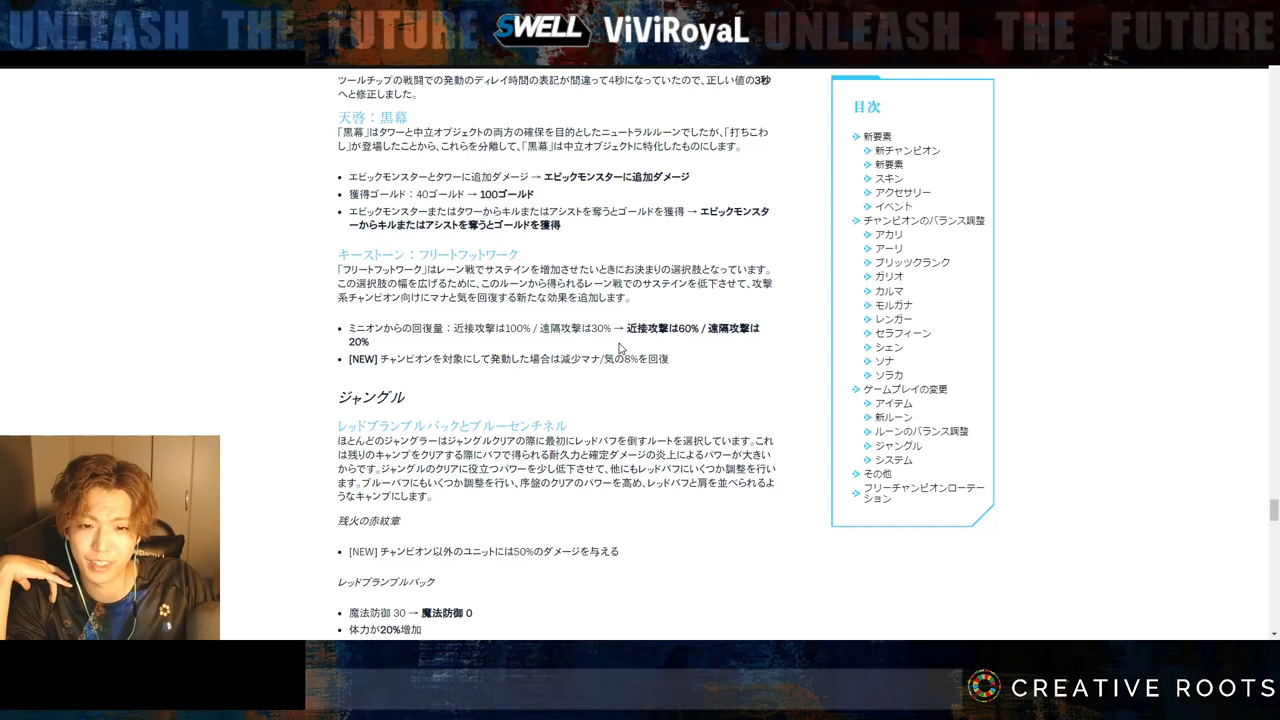 UNLEASH THE FUTURE
SWELL
ViViRoyaL
UNLEASH THE FUTUR
ツールチップの戦闘での発動のディレイ時間の表記が間違って4秒になっていたので、正しい値の3秒
へと修正しました。
天啓：黒幕
「黒幕」はタワーと中立オブジェクトの両方の確保を目的としたニュートラルルーンでしたが、「打ちこわ
し」が登場したことから、これらを分離して、「黒幕」は中立オブジェクトに特化したものにします。
• エピックモンスターとタワーに追加ダメージ → エピックモンスターに追加ダメージ
• 獲得ゴールド：40ゴールド → 100ゴールド
• エピックモンスターまたはタワーからキルまたはアシストを奪うとゴールドを獲得 → エピックモンスタ
ーからキルまたはアシストを奪うとゴールドを獲得
キーストーン：フリートフットワーク
「フリートフットワーク」はレーン戦でサステインを増加させたいときにお決まりの選択肢となっています。
この選択肢の幅を広げるために、このルーンから得られるレーン戦でのサステインを低下させて、攻撃
系チャンピオン向けにマナと気を回復する新たな効果を追加します。
• ミニオンからの回復量：近接攻撃は100% / 遠隔攻撃は30% → 近接攻撃は60% / 遠隔攻撃は
20%
• [NEW] チャンピオンを対象にして発動した場合は減少マナ/気の8%を回復
ジャングル
レッドブランブルバックとブルーセンチネル
ほとんどのジャングラーはジャングルクリアの際に最初にレッドバフを倒すルートを選択しています。これ
は残りのキャンプをクリアする際にバフで得られる耐久力と確定ダメージの炎上によるパワーが大きい
からです。ジャングルのクリアに役立つパワーを少し低下させて、他にもレッドバフにいくつか調整を行い
ます。ブルーバフにもいくつか調整を行い、序盤のクリアのパワーを高め、レッドバフと肩を並べられるよ
うなキャンプにします。
残火の赤紋章
• [NEW] チャンピオン以外のユニットには50%のダメージを与える
レッドブランブルバック
• 魔法防御 30 → 魔法防御 0
• 体力が20%増加
目次
新要素
新チャンピオン
新要素
スキン
アクセサリー
イベント
チャンピオンのバランス調整
アカリ
アーリ
ブリッツクランク
ガリオ
カルマ
モルガナ
レンガー
セラフィーン
シェン
ソナ
ソラカ
ゲームプレイの変更
アイテム
新ルーン
ルーンのバランス調整
ジャングル
システム
その他
フリーチャンピオンローテー
ション
CREATIVE ROOTS